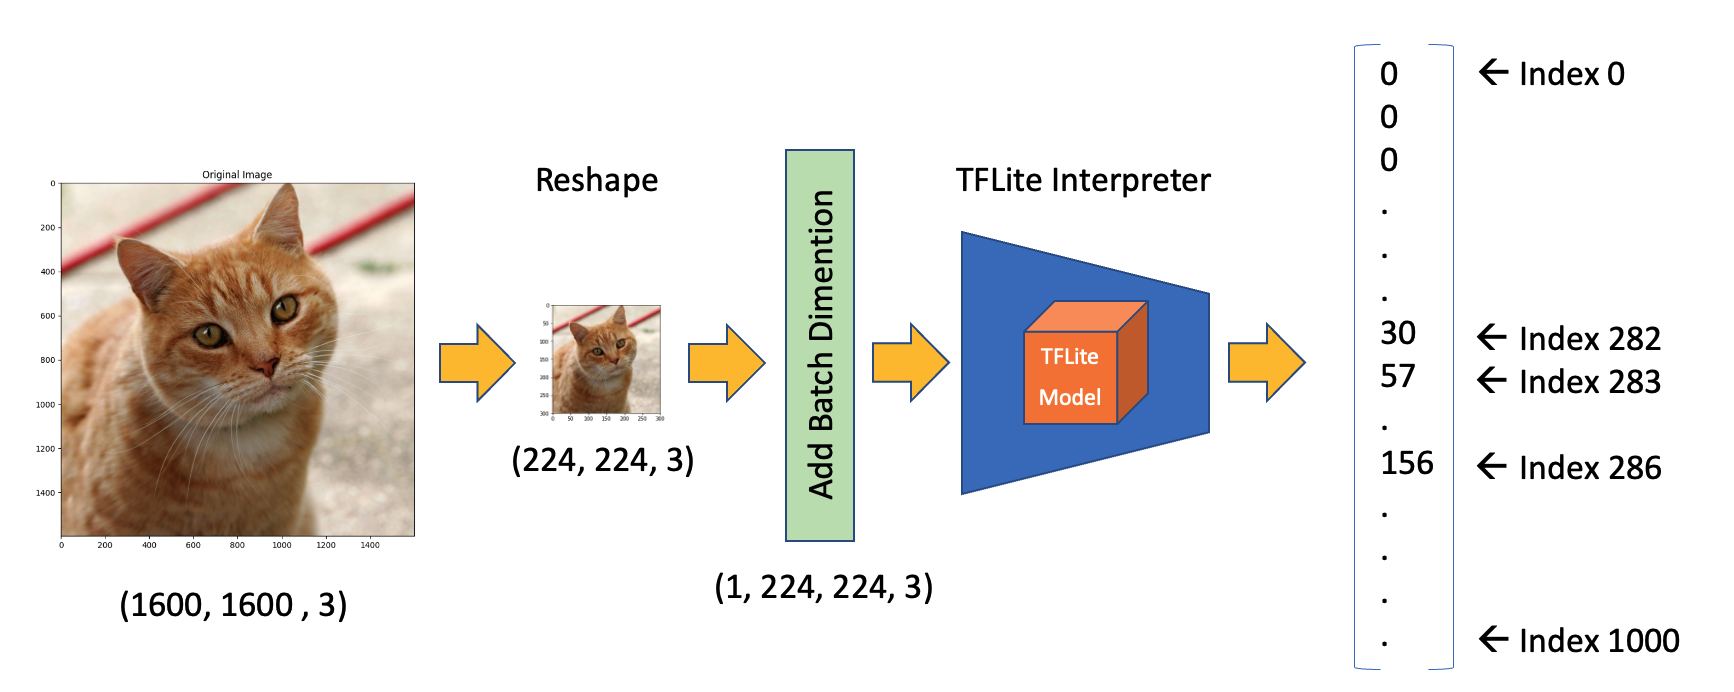 Original Image
0
200
400
600
800
1000
1200
1400
0 200 400 600 800 1000 1200 1400
(1600, 1600 , 3)
Reshape
0
50
100
150
200
250
300
0 50 100 150 200 250 300
(224, 224, 3)
Add Batch Dimention
(1, 224, 224, 3)
TFLite Interpreter
TFLite
Model
0 ← Index 0
0
0
.
.
.
30 ← Index 282
57 ← Index 283
.
156 ← Index 286
.
.
.
. ← Index 1000